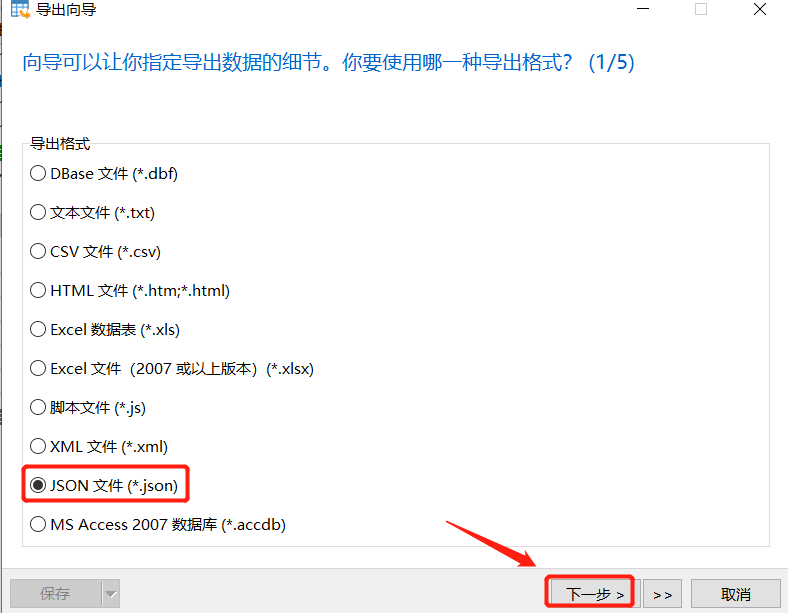 导出向导
向导可以让你指定导出数据的细节。你要使用哪一种导出格式？ (1/5)
导出格式
DBase 文件 (*.dbf)
文本文件 (*.txt)
CSV 文件 (*.csv)
HTML 文件 (*.htm;*.html)
Excel 数据表 (*.xls)
Excel 文件（2007 或以上版本）(*.xlsx)
脚本文件 (*.js)
XML 文件 (*.xml)
JSON 文件 (*.json)
MS Access 2007 数据库 (*.accdb)
保存 下一步 > >> 取消